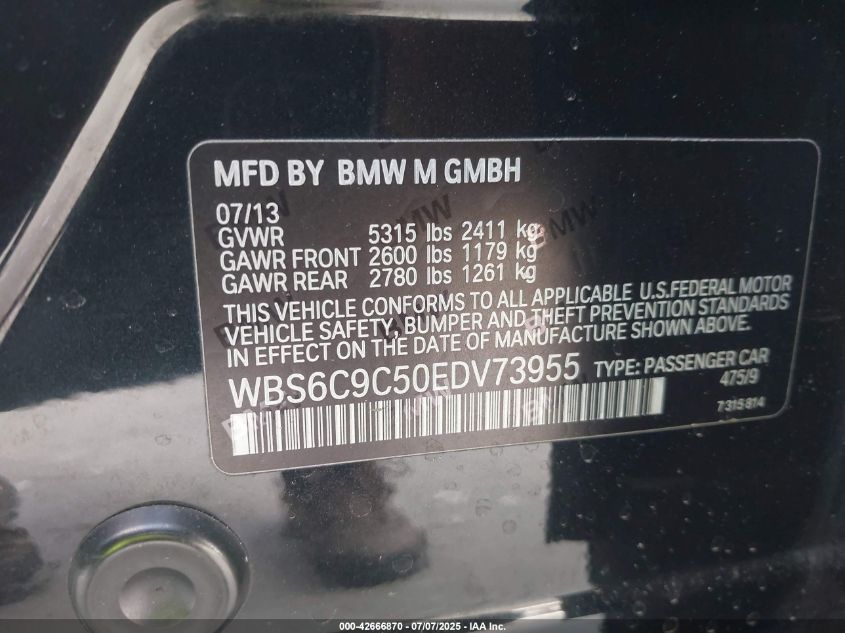 MFD BY BMW M GMBH
07/13
GVWR 5315 lbs 2411 kg
GAWR FRONT 2600 lbs 1179 kg
GAWR REAR 2780 lbs 1261 kg
THIS VEHICLE CONFORMS TO ALL APPLICABLE U.S.FEDERAL MOTOR
VEHICLE SAFETY, BUMPER AND THEFT PREVENTION STANDARDS
IN EFFECT ON THE DATE OF MANUFACTURE SHOWN ABOVE.
WBS6C9C50EDV73955 TYPE: PASSENGER CAR
475/9
7 315 814
000-42666870 - 07/07/2025 - IAA Inc.